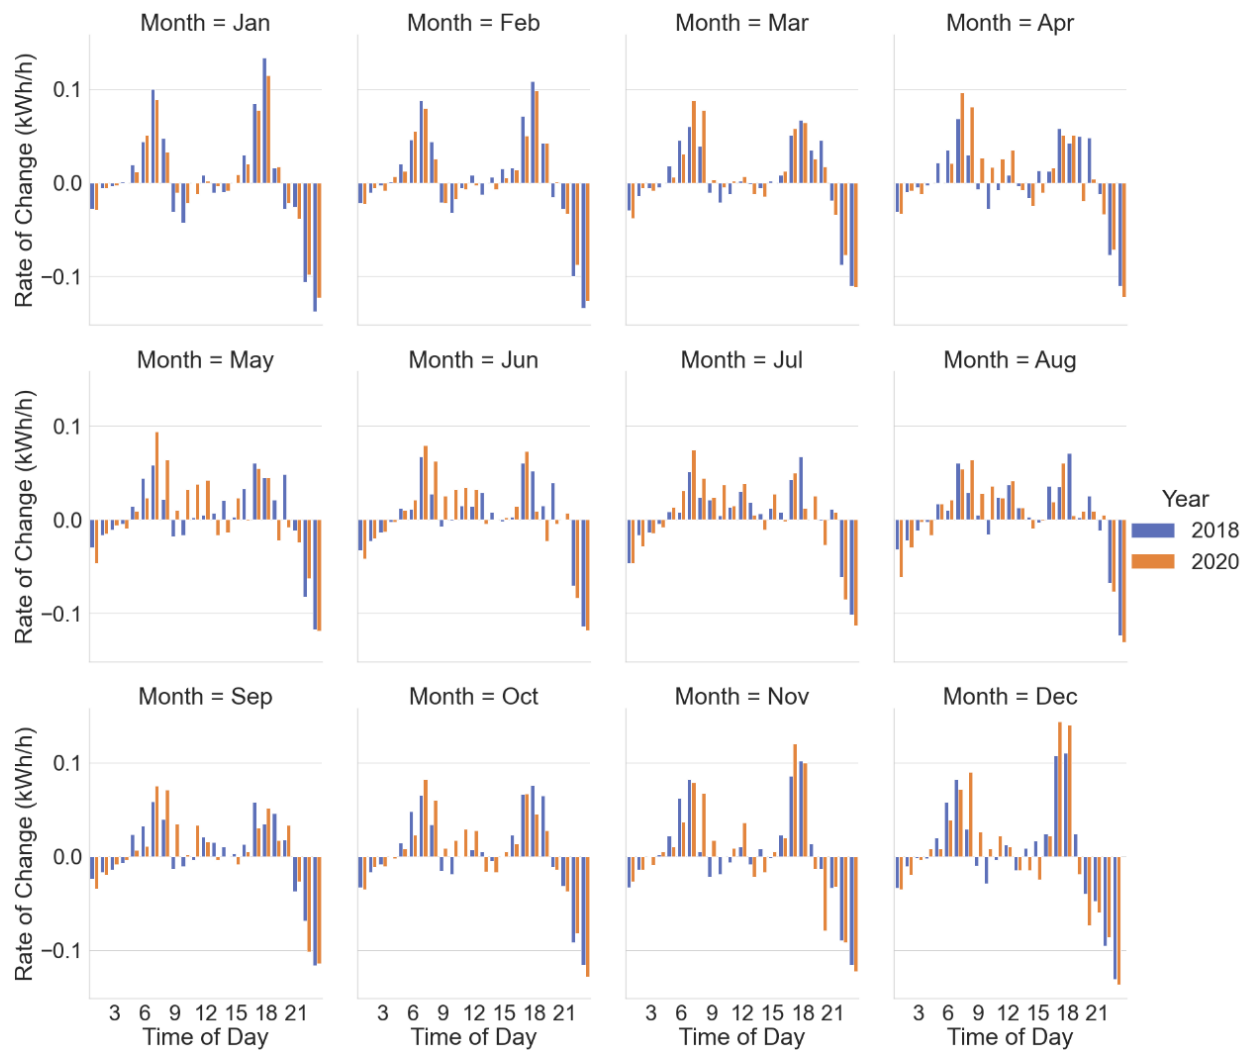 Month = Jan
Month = Feb
Month = Mar
Month = Apr
Rate of Change (kWh/h)
0.1
0.0
−0.1
Month = May
Month = Jun
Month = Jul
Month = Aug
Rate of Change (kWh/h)
0.1
0.0
−0.1
Year
2018
2020
Month = Sep
Month = Oct
Month = Nov
Month = Dec
Rate of Change (kWh/h)
0.1
0.0
−0.1
3 6 9 12 15 18 21
3 6 9 12 15 18 21
3 6 9 12 15 18 21
3 6 9 12 15 18 21
Time of Day
Time of Day
Time of Day
Time of Day